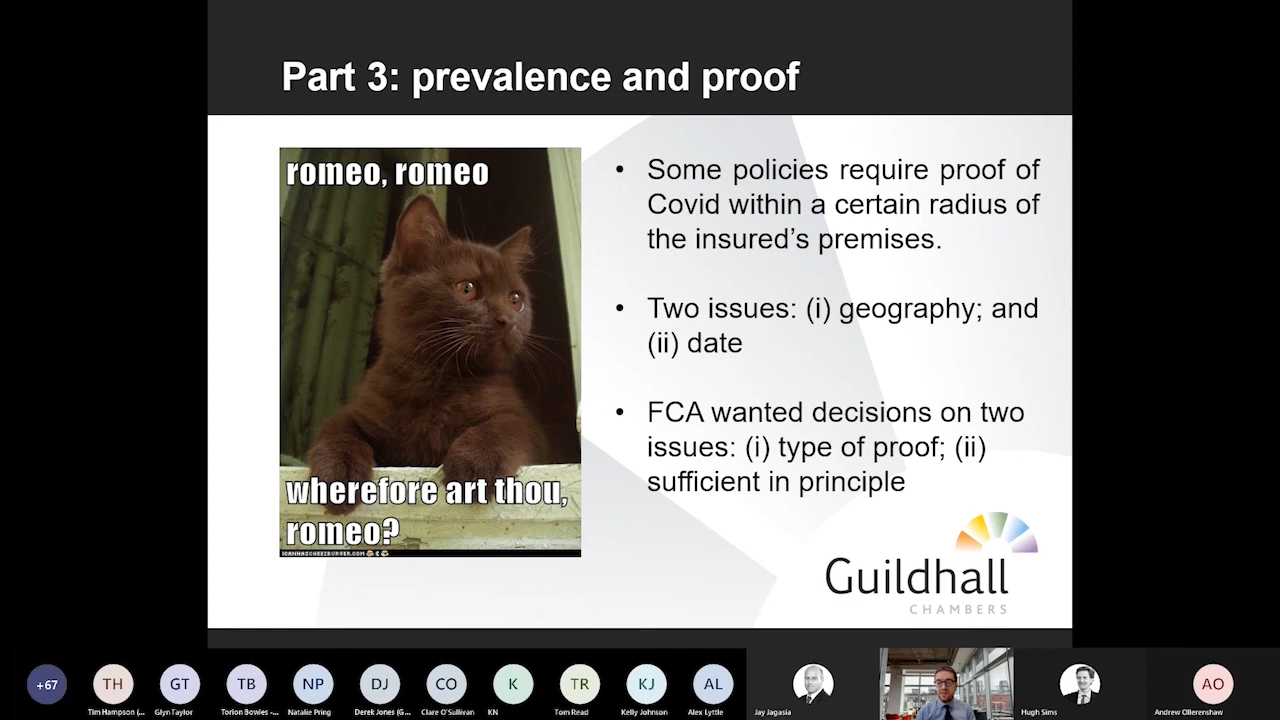 Part 3: prevalence and proof
romeo, romeo
wherefore art thou,
romeo?
ICANHASCHEEZBURGER.COM
• Some policies require proof of
Covid within a certain radius of
the insured’s premises.
• Two issues: (i) geography; and
(ii) date
• FCA wanted decisions on two
issues: (i) type of proof; (ii)
sufficient in principle
Guildhall
CHAMBERS
+67
TH
GT
TB
NP
DJ
CO
K
TR
KJ
AL
AO
Tim Hampson (...
Glyn Taylor
Torion Bowles -...
Natalie Pring
Derek Jones (G...
Clare O'Sullivan
KN
Tom Read
Kelly Johnson
Alex Lyttle
Jay Jagasia
Hugh Sims
Andrew Ollerenshaw